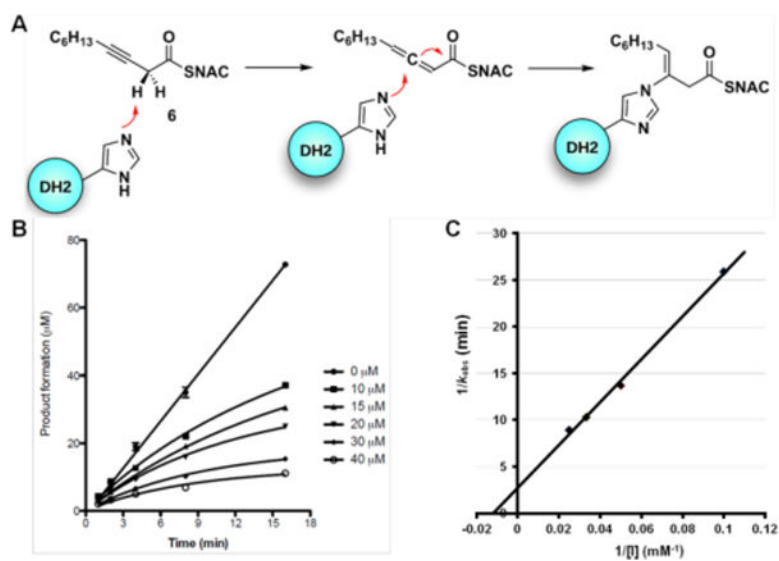 A
C₆H₁₃
O
SNAC
H H
6
N
N
H
DH2
C₆H₁₃
C
O
SNAC
N
N
H
DH2
C₆H₁₃
O
SNAC
N
N
DH2
B
Product formation (μM)
80
60
40
20
0
0 3 6 9 12 15 18
Time (min)
0 μM
10 μM
15 μM
20 μM
30 μM
40 μM
C
1/kobs (min)
30
25
20
15
10
5
0
-0.02 0 0.02 0.04 0.06 0.08 0.1 0.12
1/[I] (mM⁻¹)